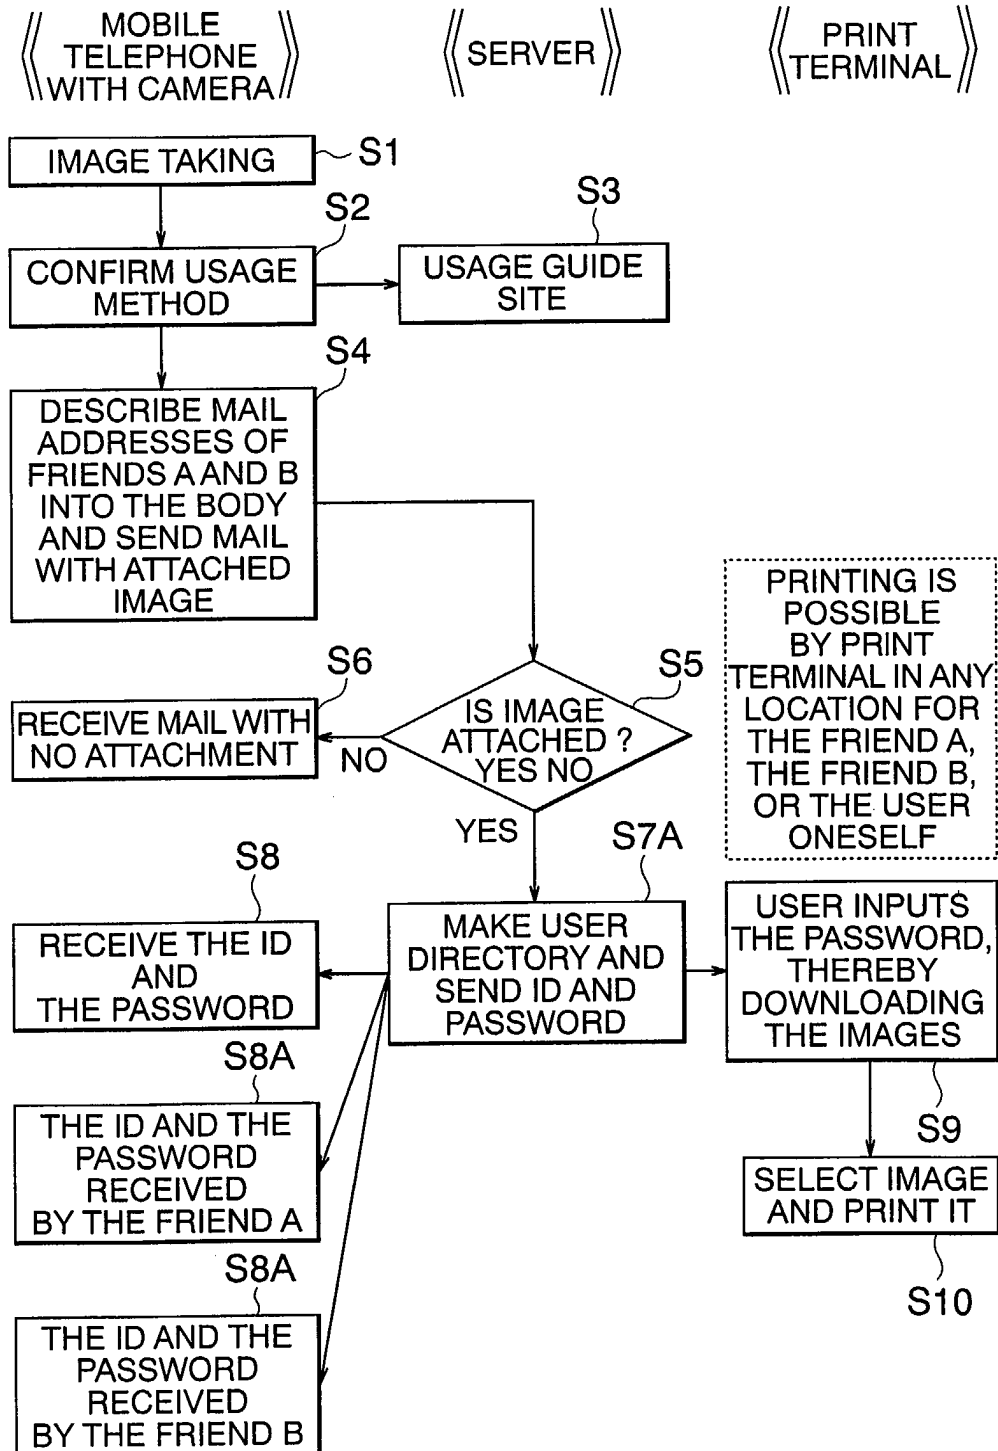 MOBILE
TELEPHONE
WITH CAMERA
SERVER
PRINT
TERMINAL
IMAGE TAKING
S1
S2
CONFIRM USAGE
METHOD
S3
USAGE GUIDE
SITE
S4
DESCRIBE MAIL
ADDRESSES OF
FRIENDS A AND B
INTO THE BODY
AND SEND MAIL
WITH ATTACHED
IMAGE
PRINTING IS
POSSIBLE
BY PRINT
TERMINAL IN ANY
LOCATION FOR
THE FRIEND A,
THE FRIEND B,
OR THE USER
ONESELF
S5
IS IMAGE
ATTACHED ?
YES NO
S6
RECEIVE MAIL WITH
NO ATTACHMENT
NO
YES
S7A
MAKE USER
DIRECTORY AND
SEND ID AND
PASSWORD
S8
RECEIVE THE ID
AND
THE PASSWORD
USER INPUTS
THE PASSWORD,
THEREBY
DOWNLOADING
THE IMAGES
S9
S8A
THE ID AND THE
PASSWORD
RECEIVED
BY THE FRIEND A
SELECT IMAGE
AND PRINT IT
S10
S8A
THE ID AND THE
PASSWORD
RECEIVED
BY THE FRIEND B